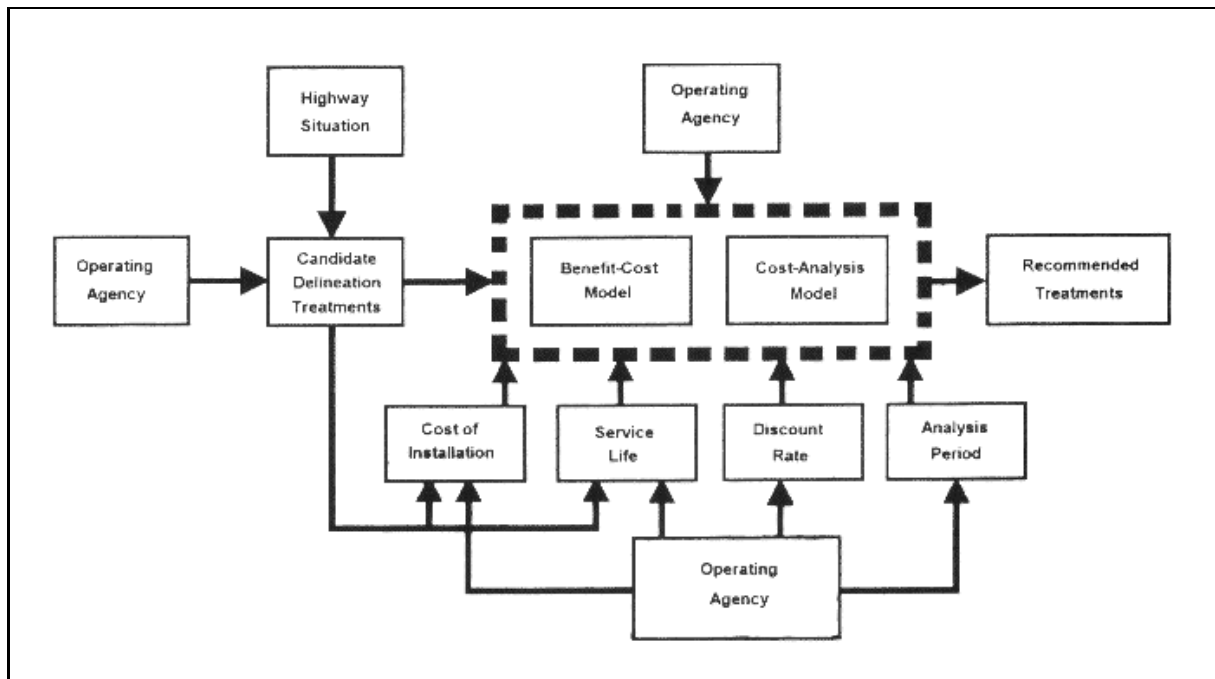 Highway
Situation
Operating
Agency
Operating
Agency
Candidate
Delineation
Treatments
Benefit-Cost
Model
Cost-Analysis
Model
Recommended
Treatments
Cost of
Installation
Service
Life
Discount
Rate
Analysis
Period
Operating
Agency